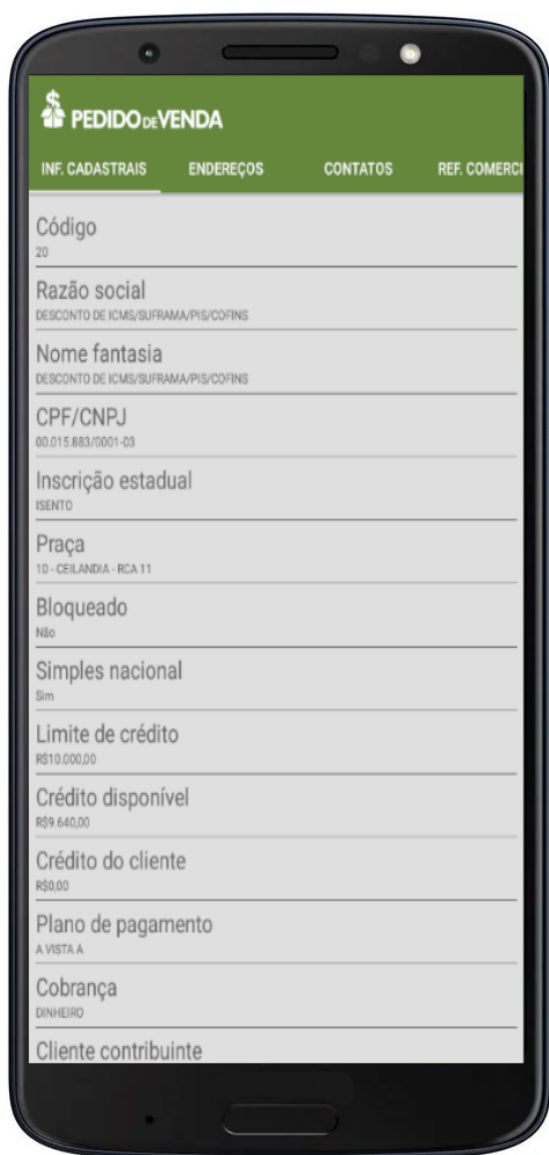 PEDIDO DE VENDA
INF. CADASTRAIS ENDEREÇOS CONTATOS REF. COMERCI
Código
20
Razão social
DESCONTO DE ICMS/SUFRAMA/PIS/COFINS
Nome fantasia
DESCONTO DE ICMS/SUFRAMA/PIS/COFINS
CPF/CNPJ
00.015.883/0001-03
Inscrição estadual
ISENTO
Praça
10 - CEILANDIA - RCA 11
Bloqueado
Não
Simples nacional
Sim
Limite de crédito
R$10.000,00
Crédito disponível
R$9.640,00
Crédito do cliente
R$0,00
Plano de pagamento
A VISTA A
Cobrança
DINHEIRO
Cliente contribuinte